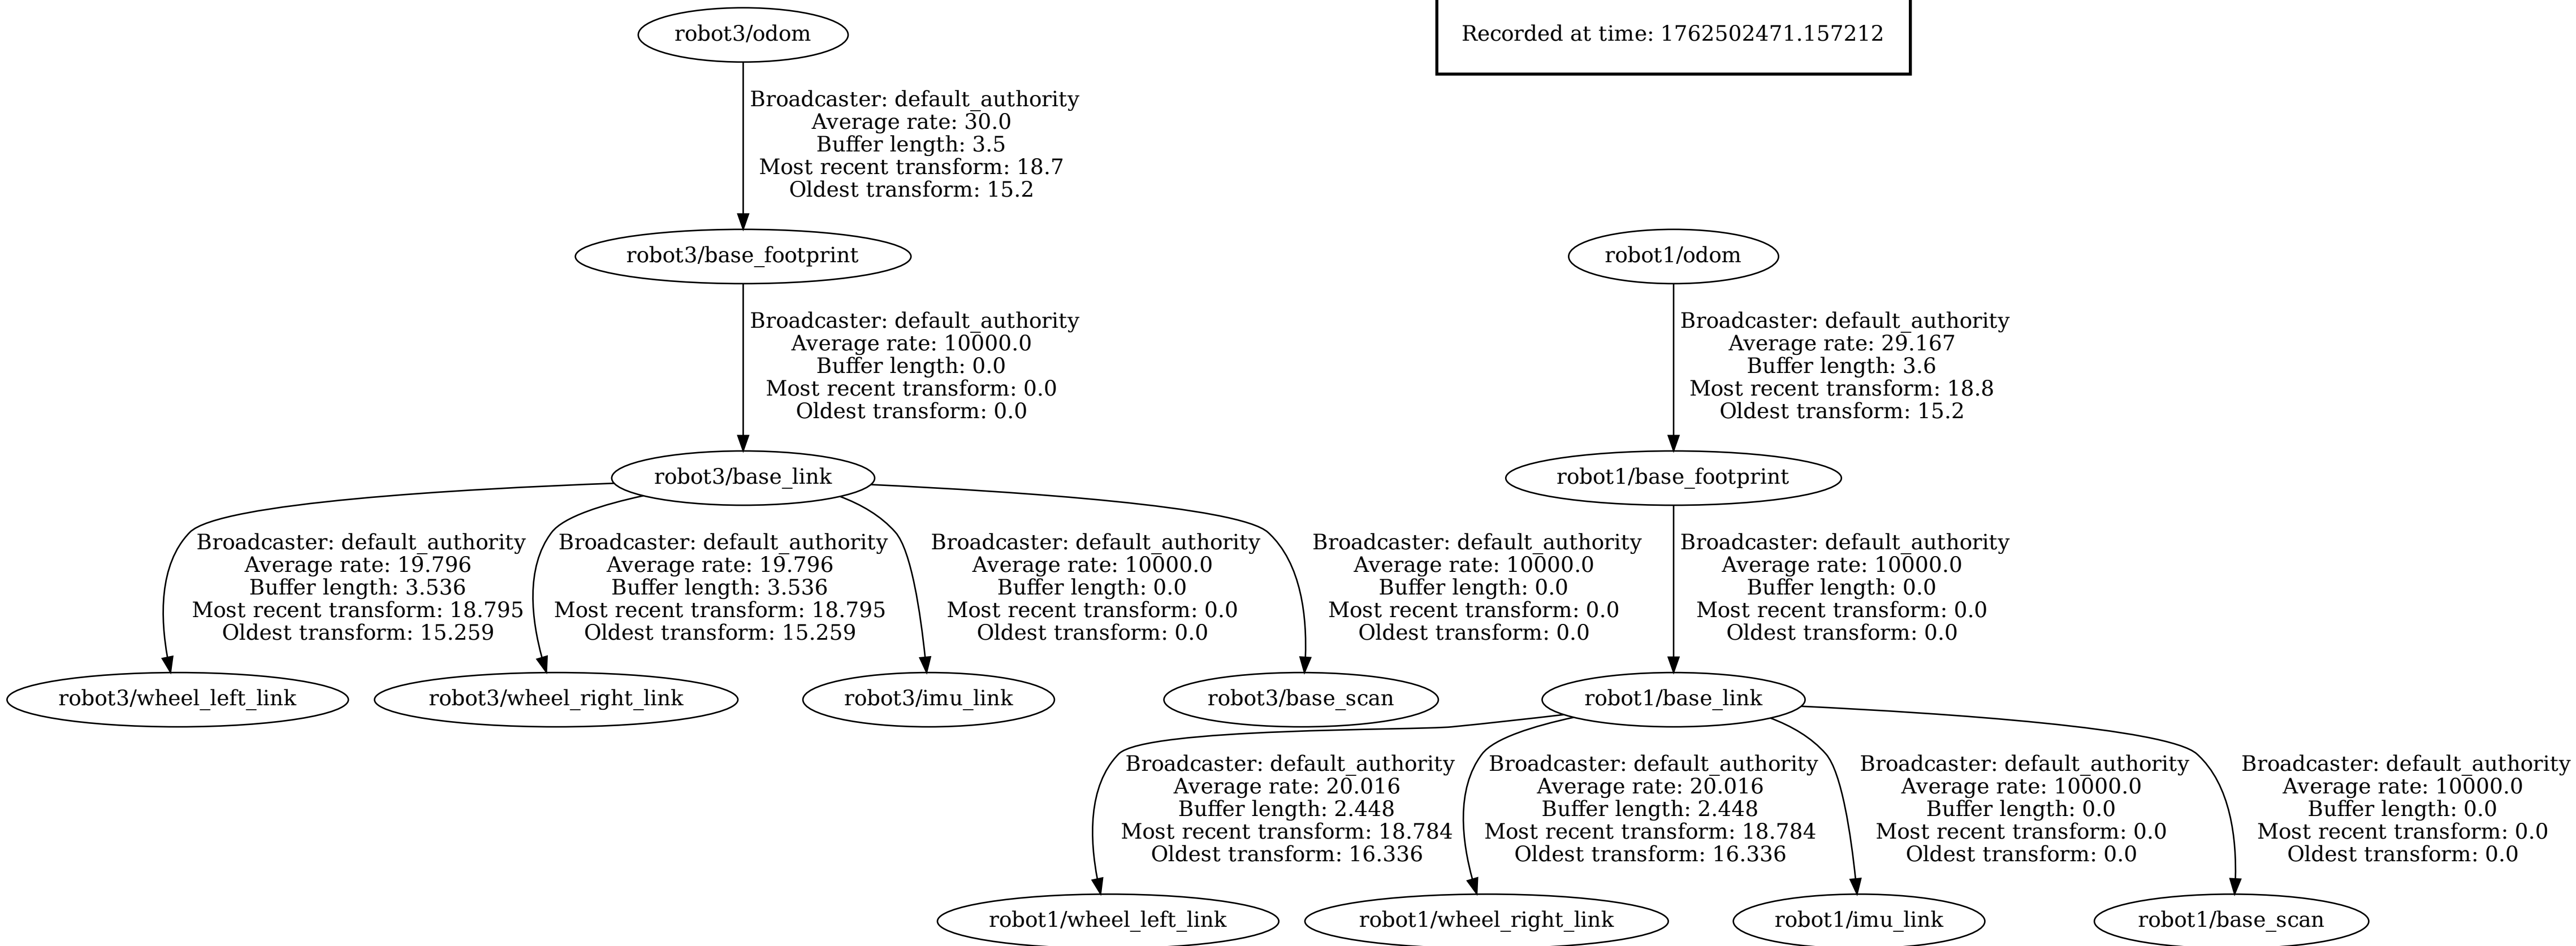 robot3/odom
Recorded at time: 1762502471.157212
Broadcaster: default_authority
Average rate: 30.0
Buffer length: 3.5
Most recent transform: 18.7
Oldest transform: 15.2
robot3/base_footprint
robot1/odom
Broadcaster: default_authority
Average rate: 10000.0
Buffer length: 0.0
Most recent transform: 0.0
Oldest transform: 0.0
Broadcaster: default_authority
Average rate: 29.167
Buffer length: 3.6
Most recent transform: 18.8
Oldest transform: 15.2
robot3/base_link
robot1/base_footprint
Broadcaster: default_authority
Average rate: 19.796
Buffer length: 3.536
Most recent transform: 18.795
Oldest transform: 15.259
Broadcaster: default_authority
Average rate: 19.796
Buffer length: 3.536
Most recent transform: 18.795
Oldest transform: 15.259
Broadcaster: default_authority
Average rate: 10000.0
Buffer length: 0.0
Most recent transform: 0.0
Oldest transform: 0.0
Broadcaster: default_authority
Average rate: 10000.0
Buffer length: 0.0
Most recent transform: 0.0
Oldest transform: 0.0
Broadcaster: default_authority
Average rate: 10000.0
Buffer length: 0.0
Most recent transform: 0.0
Oldest transform: 0.0
robot3/wheel_left_link
robot3/wheel_right_link
robot3/imu_link
robot3/base_scan
robot1/base_link
Broadcaster: default_authority
Average rate: 20.016
Buffer length: 2.448
Most recent transform: 18.784
Oldest transform: 16.336
Broadcaster: default_authority
Average rate: 20.016
Buffer length: 2.448
Most recent transform: 18.784
Oldest transform: 16.336
Broadcaster: default_authority
Average rate: 10000.0
Buffer length: 0.0
Most recent transform: 0.0
Oldest transform: 0.0
Broadcaster: default_authority
Average rate: 10000.0
Buffer length: 0.0
Most recent transform: 0.0
Oldest transform: 0.0
robot1/wheel_left_link
robot1/wheel_right_link
robot1/imu_link
robot1/base_scan